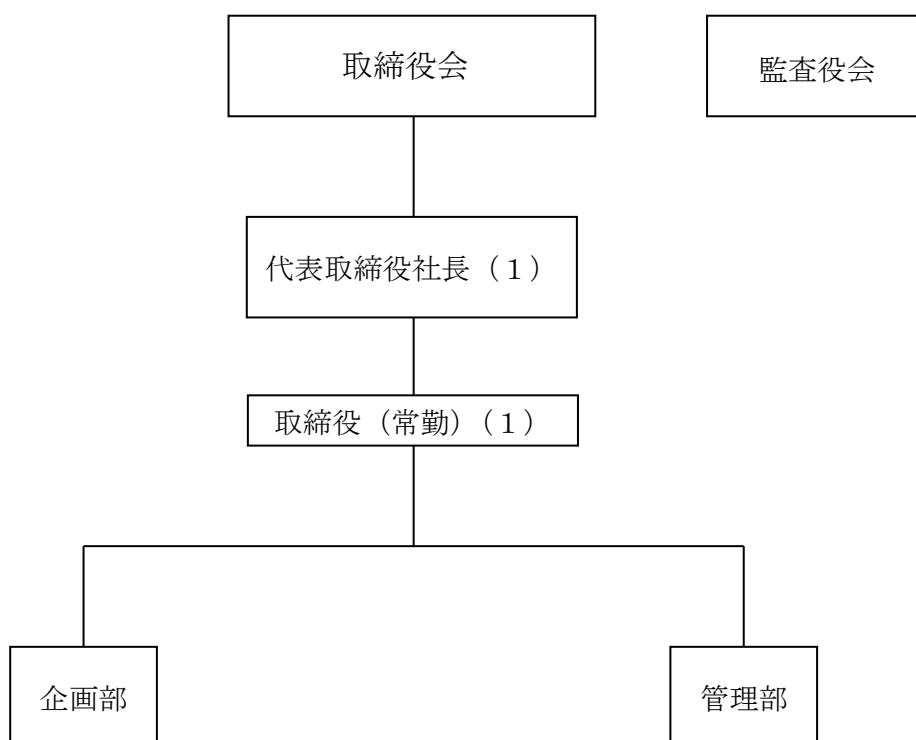 取締役会
監査役会
代表取締役社長（１）
取締役（常勤）（１）
企画部
管理部